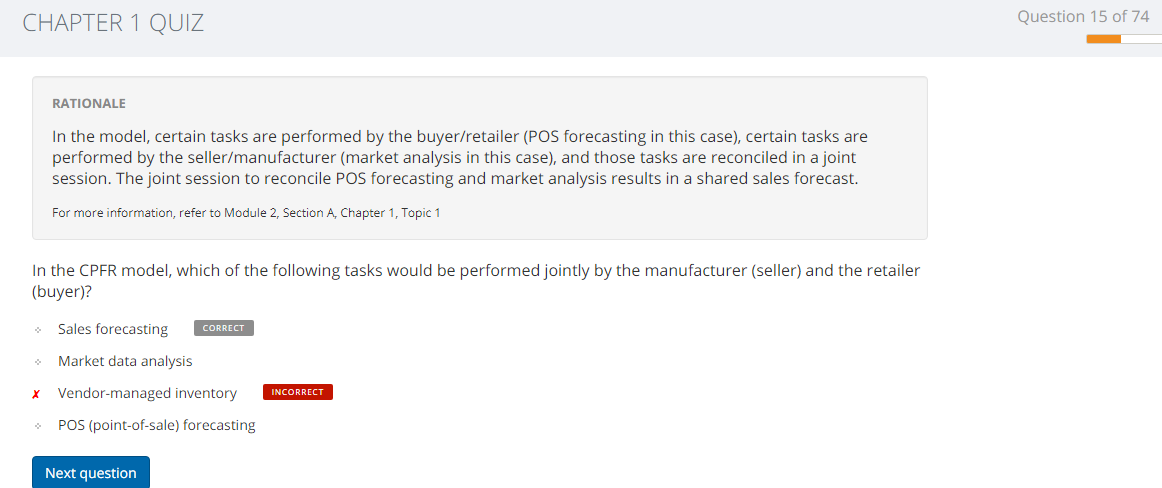 CHAPTER 1 QUIZ
Question 15 of 74
RATIONALE
In the model, certain tasks are performed by the buyer/retailer (POS forecasting in this case), certain tasks are
performed by the seller/manufacturer (market analysis in this case), and those tasks are reconciled in a joint
session. The joint session to reconcile POS forecasting and market analysis results in a shared sales forecast.
For more information, refer to Module 2, Section A, Chapter 1, Topic 1
In the CPFR model, which of the following tasks would be performed jointly by the manufacturer (seller) and the retailer
(buyer)?
Sales forecasting CORRECT
Market data analysis
✗ Vendor-managed inventory INCORRECT
POS (point-of-sale) forecasting
Next question